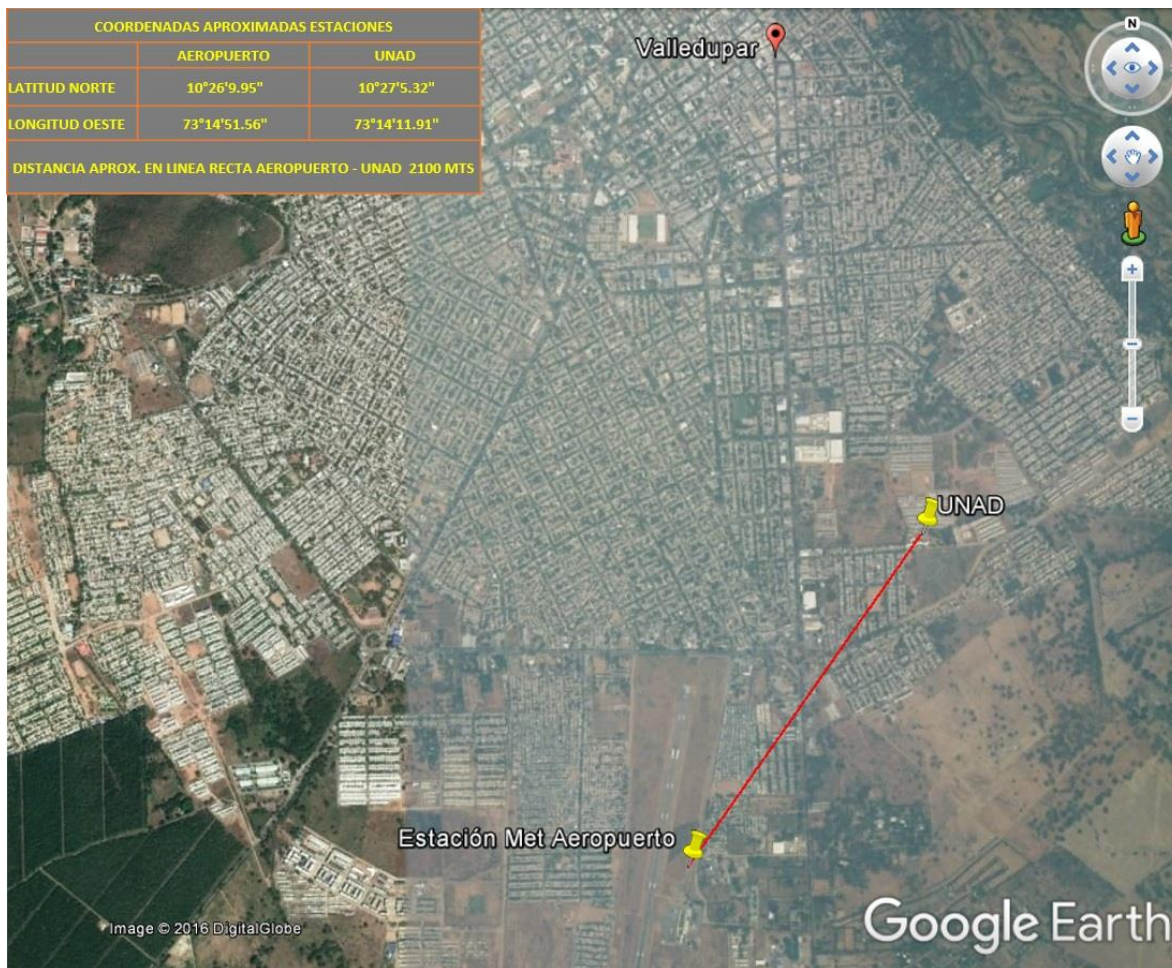 COORDENADAS APROXIMADAS ESTACIONES
AEROPUERTO UNAD
LATITUD NORTE 10°26'9.95" 10°27'5.32"
LONGITUD OESTE 73°14'51.56" 73°14'11.91"
DISTANCIA APROX. EN LINEA RECTA AEROPUERTO - UNAD 2100 MTS
Valledupar
N
UNAD
Estación Met Aeropuerto
Image © 2016 DigitalGlobe
Google Earth